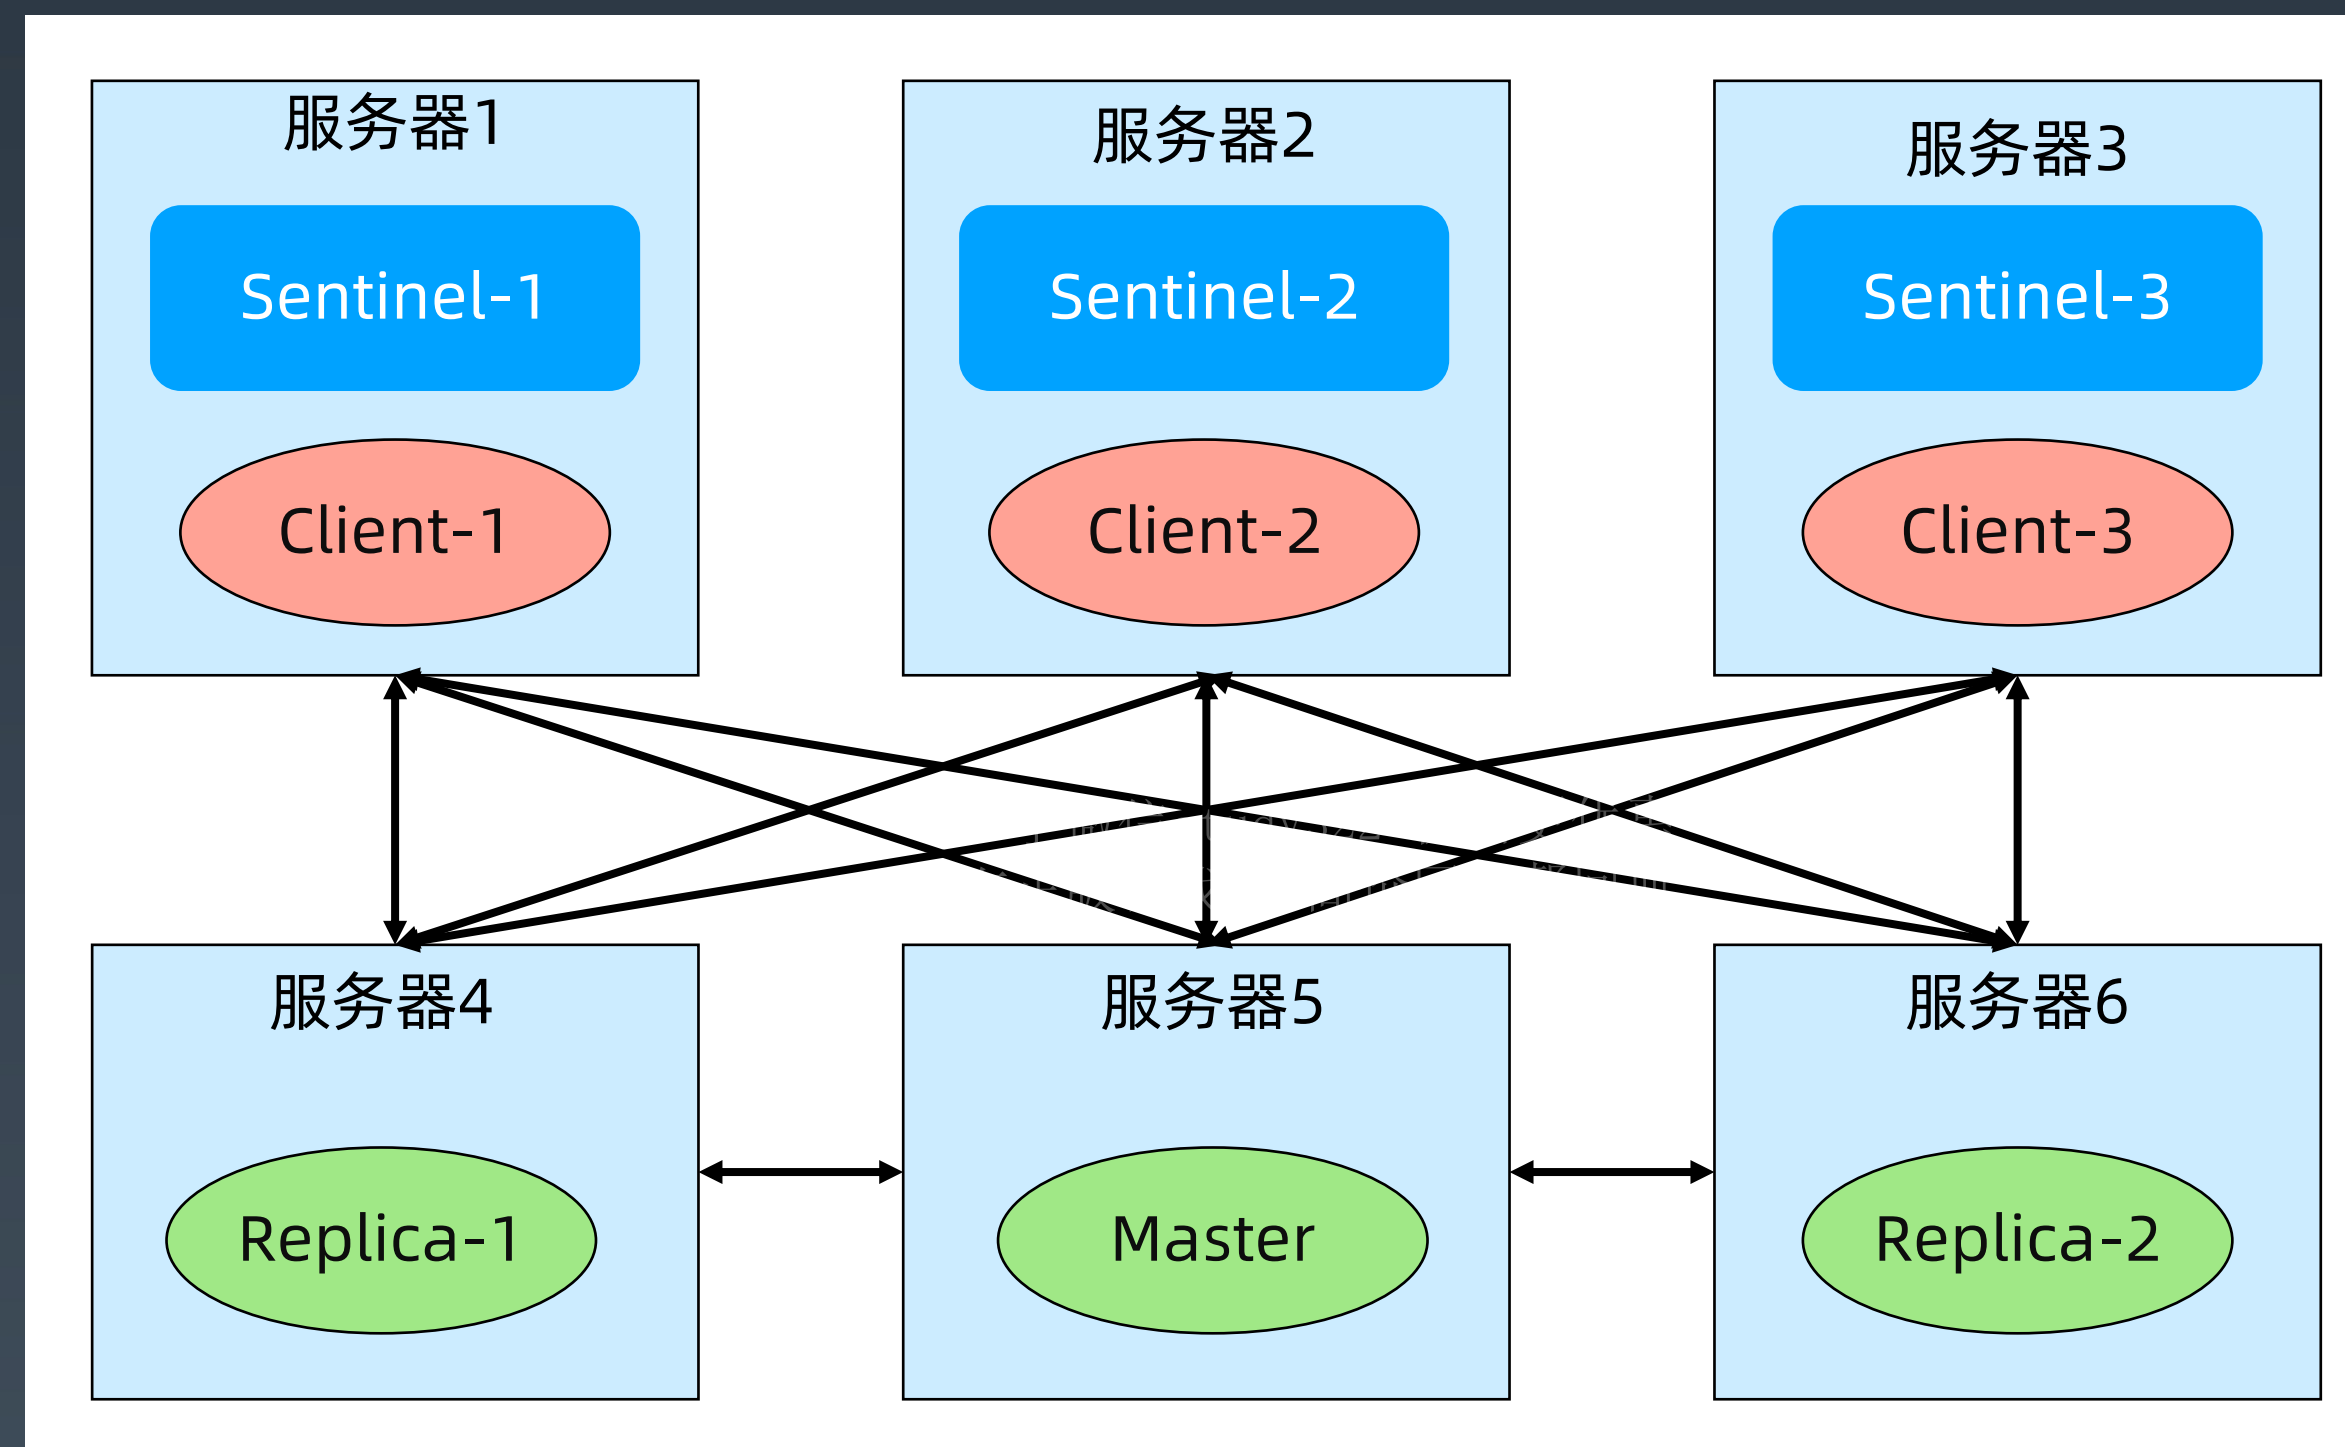 服务器1
服务器2
服务器3
Sentinel-1
Sentinel-2
Sentinel-3
Client-1
Client-2
Client-3
服务器4
服务器5
服务器6
Replica-1
Master
Replica-2